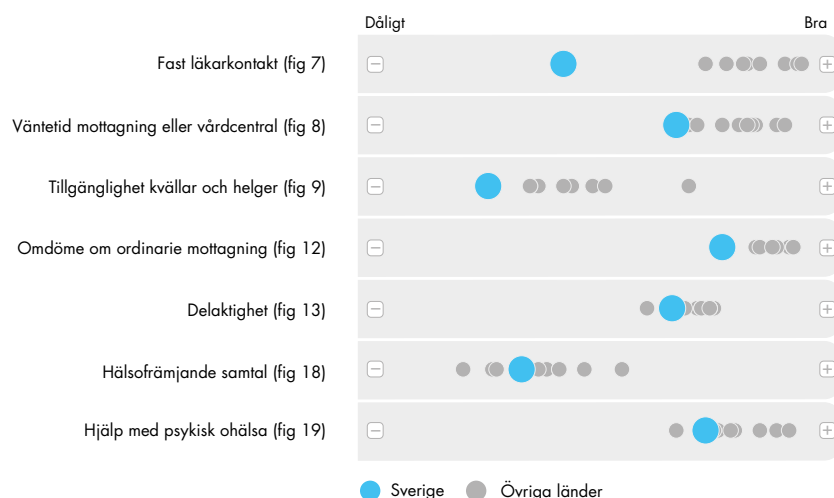 Dåligt Bra
Fast läkarkontakt (fig 7)
Väntetid mottagning eller vårdcentral (fig 8)
Tillgänglighet kvällar och helger (fig 9)
Omdöme om ordinarie mottagning (fig 12)
Delaktighet (fig 13)
Hälsofrämjande samtal (fig 18)
Hjälp med psykisk ohälsa (fig 19)
Sverige Övriga länder